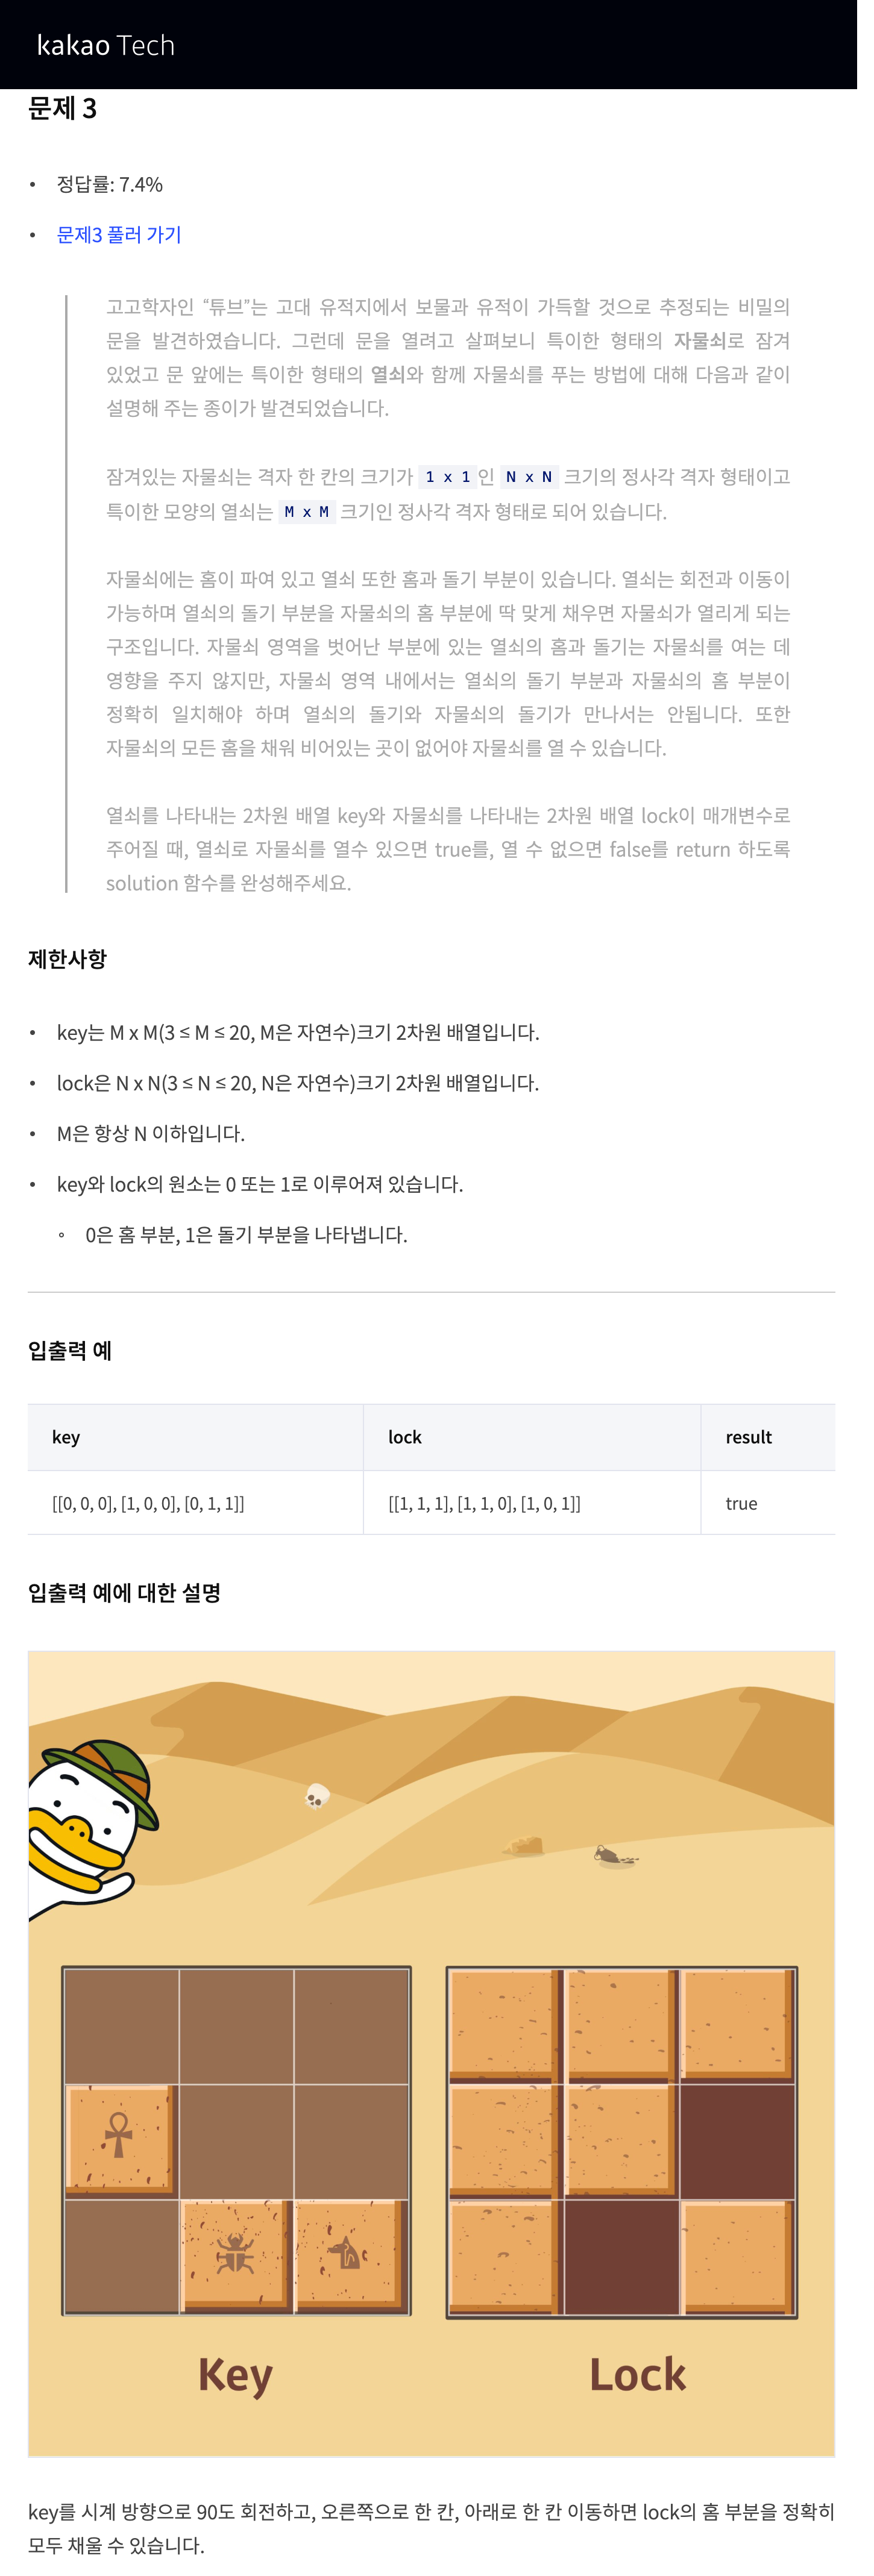 kakao Tech
문제 3
• 정답률: 7.4%
• 문제3 풀러 가기
고고학자인 “튜브”는 고대 유적지에서 보물과 유적이 가득할 것으로 추정되는 비밀의
문을 발견하였습니다. 그런데 문을 열려고 살펴보니 특이한 형태의 자물쇠로 잠겨
있었고 문 앞에는 특이한 형태의 열쇠와 함께 자물쇠를 푸는 방법에 대해 다음과 같이
설명해 주는 종이가 발견되었습니다.
잠겨있는 자물쇠는 격자 한 칸의 크기가 1 x 1인 N x N 크기의 정사각 격자 형태이고
특이한 모양의 열쇠는 M x M 크기인 정사각 격자 형태로 되어 있습니다.
자물쇠에는 홈이 파여 있고 열쇠 또한 홈과 돌기 부분이 있습니다. 열쇠는 회전과 이동이
가능하며 열쇠의 돌기 부분을 자물쇠의 홈 부분에 딱 맞게 채우면 자물쇠가 열리게 되는
구조입니다. 자물쇠 영역을 벗어난 부분에 있는 열쇠의 홈과 돌기는 자물쇠를 여는 데
영향을 주지 않지만, 자물쇠 영역 내에서는 열쇠의 돌기 부분과 자물쇠의 홈 부분이
정확히 일치해야 하며 열쇠의 돌기와 자물쇠의 돌기가 만나서는 안됩니다. 또한
자물쇠의 모든 홈을 채워 비어있는 곳이 없어야 자물쇠를 열 수 있습니다.
열쇠를 나타내는 2차원 배열 key와 자물쇠를 나타내는 2차원 배열 lock이 매개변수로
주어질 때, 열쇠로 자물쇠를 열수 있으면 true를, 열 수 없으면 false를 return 하도록
solution 함수를 완성해주세요.
제한사항
• key는 M x M(3 ≤ M ≤ 20, M은 자연수)크기 2차원 배열입니다.
• lock은 N x N(3 ≤ N ≤ 20, N은 자연수)크기 2차원 배열입니다.
• M은 항상 N 이하입니다.
• key와 lock의 원소는 0 또는 1로 이루어져 있습니다.
◦ 0은 홈 부분, 1은 돌기 부분을 나타냅니다.
입출력 예
key lock result
[[0, 0, 0], [1, 0, 0], [0, 1, 1]] [[1, 1, 1], [1, 1, 0], [1, 0, 1]] true
입출력 예에 대한 설명
Key Lock
key를 시계 방향으로 90도 회전하고, 오른쪽으로 한 칸, 아래로 한 칸 이동하면 lock의 홈 부분을 정확히
모두 채울 수 있습니다.